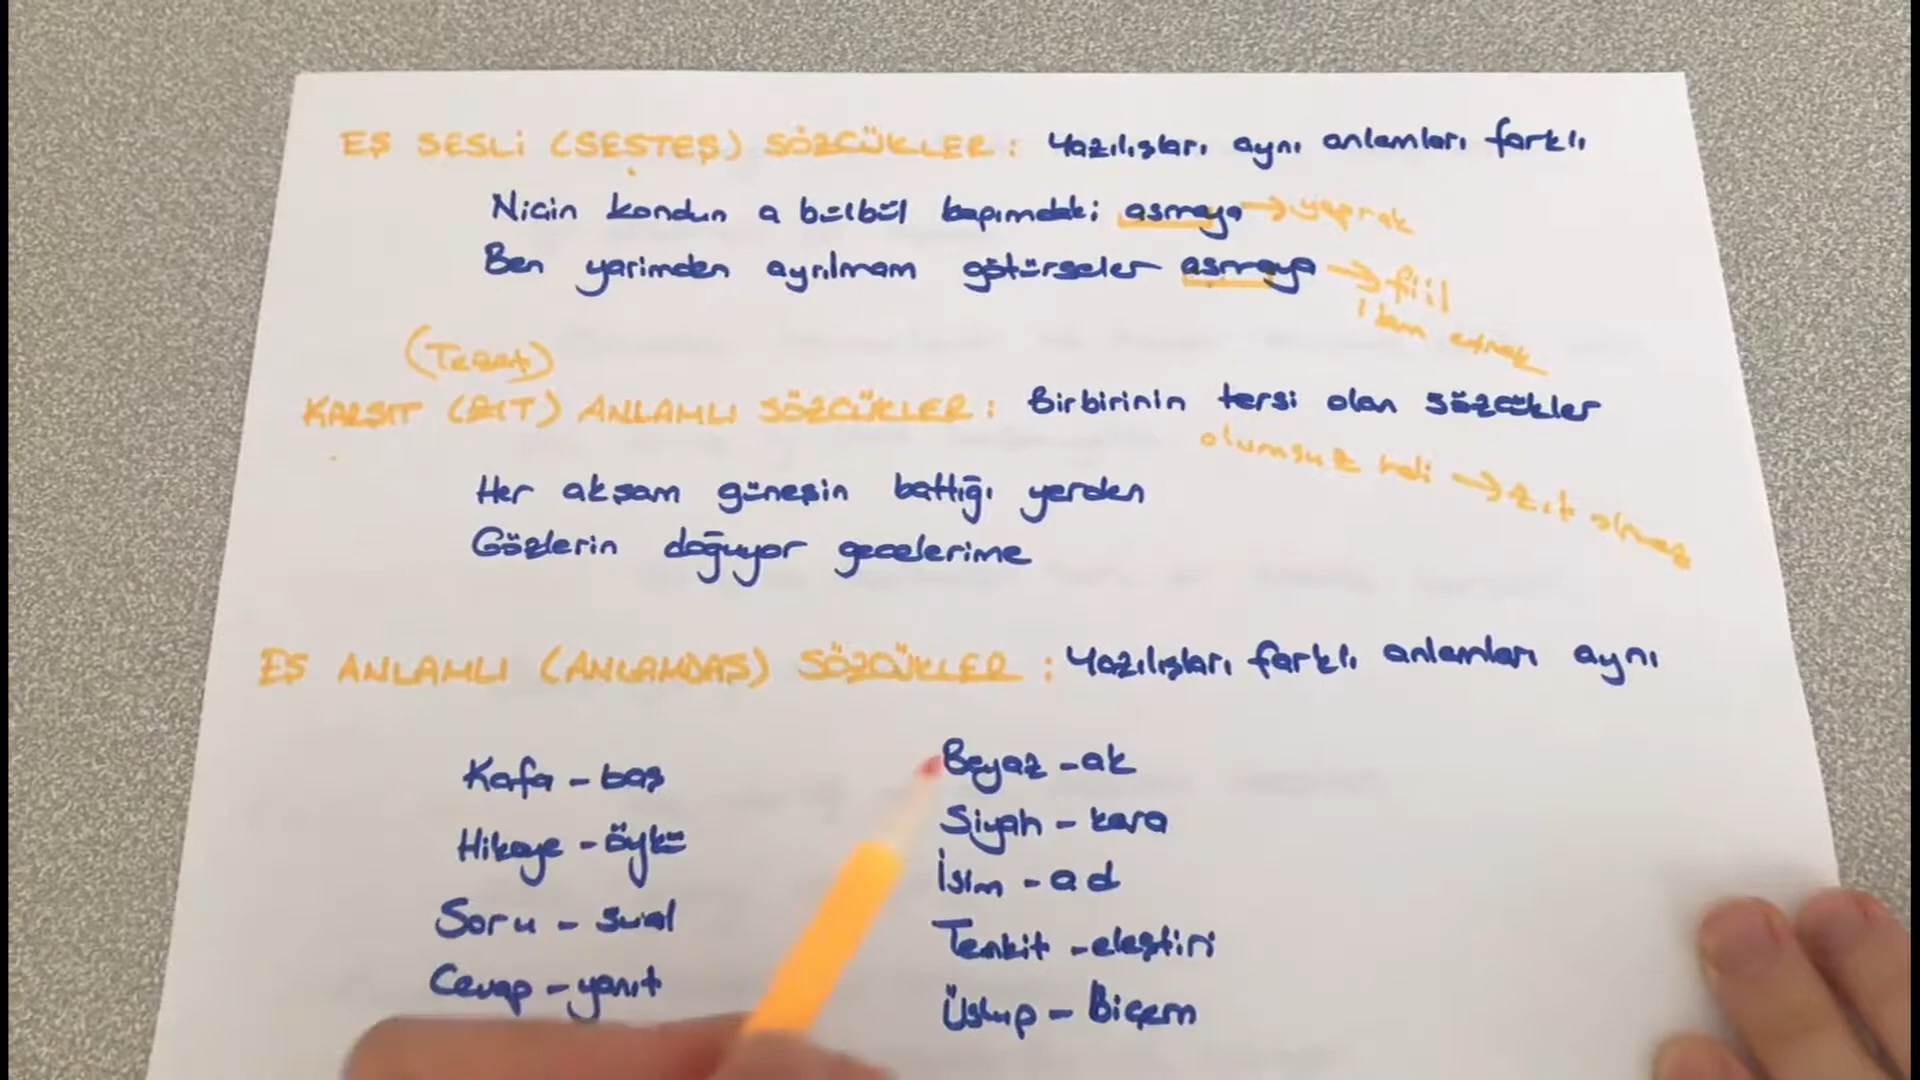 EŞ SESLİ (SESTEŞ) SÖZCÜKLER : Yazılışları aynı anlamları farklı
Niçin kondun a bülbül kapımdaki asmaya → yaprak
Ben yarimden ayrılmam götürseler asmaya → fiil
idam etmek
(Tezat)
KARŞIT (ZIT) ANLAMLI SÖZCÜKLER : Birbirinin tersi olan sözcükler
olumsuz hali → zıt olmaz
Her akşam güneşin battığı yerden
Gözlerin doğuyor gecelerime
EŞ ANLAMLI (ANLAMDAŞ) SÖZCÜKLER : Yazılışları farklı anlamları aynı
Kafa - baş
Hikaye - öykü
Soru - sual
Cevap - yanıt
Beyaz - ak
Siyah - kara
İsim - ad
Tenkit - eleştiri
Üslup - Biçem